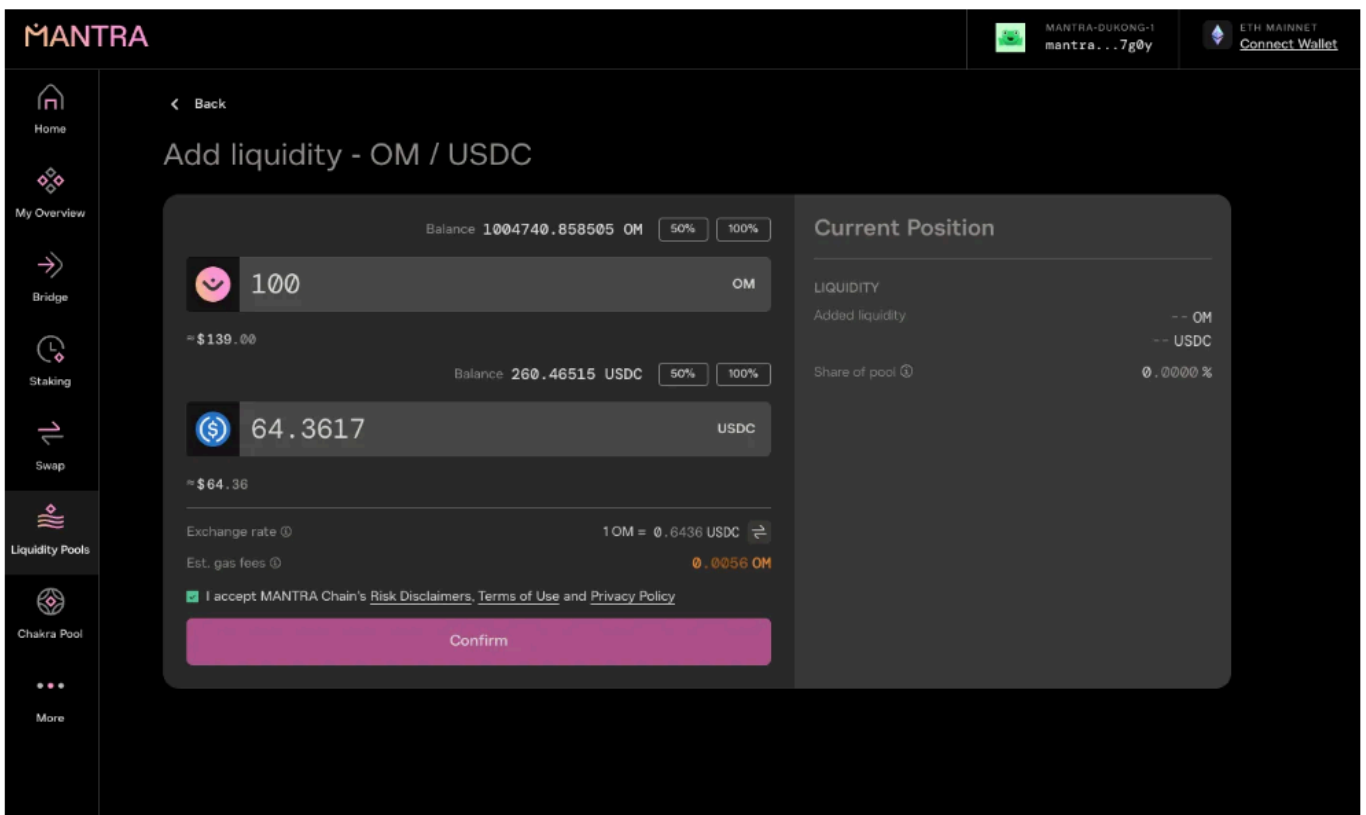 MANTRA
MANTRA-DUKONG-1
mantra...7g0y
ETH MAINNET
Connect Wallet
Home
My Overview
Bridge
Staking
Swap
Liquidity Pools
Chakra Pool
More
Back
Add liquidity - OM / USDC
Balance 1004740.858505 OM 50% 100%
100 OM
≈$139.00
Balance 260.46515 USDC 50% 100%
64.3617 USDC
≈$64.36
Exchange rate 1 OM = 0.6436 USDC
Est. gas fees 0.0056 OM
I accept MANTRA Chain's Risk Disclaimers, Terms of Use and Privacy Policy
Confirm
Current Position
LIQUIDITY
Added liquidity -- OM
-- USDC
Share of pool 0.0000 %